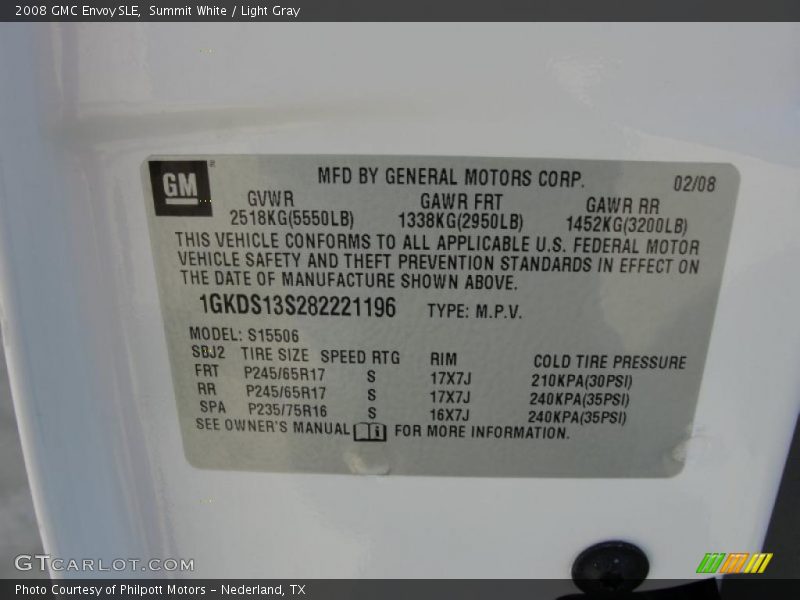 2008 GMC Envoy SLE, Summit White / Light Gray
GM
MFD BY GENERAL MOTORS CORP. 02/08
GVWR GAWR FRT GAWR RR
2518KG(5550LB) 1338KG(2950LB) 1452KG(3200LB)
THIS VEHICLE CONFORMS TO ALL APPLICABLE U.S. FEDERAL MOTOR
VEHICLE SAFETY AND THEFT PREVENTION STANDARDS IN EFFECT ON
THE DATE OF MANUFACTURE SHOWN ABOVE.
1GKDS13S282221196 TYPE: M.P.V.
MODEL: S15506
SBJ2 TIRE SIZE SPEED RTG RIM COLD TIRE PRESSURE
FRT P245/65R17 S 17X7J 210KPA(30PSI)
RR P245/65R17 S 17X7J 240KPA(35PSI)
SPA P235/75R16 S 16X7J 240KPA(35PSI)
SEE OWNER'S MANUAL FOR MORE INFORMATION.
GTCARLOT.COM
Photo Courtesy of Philpott Motors - Nederland, TX